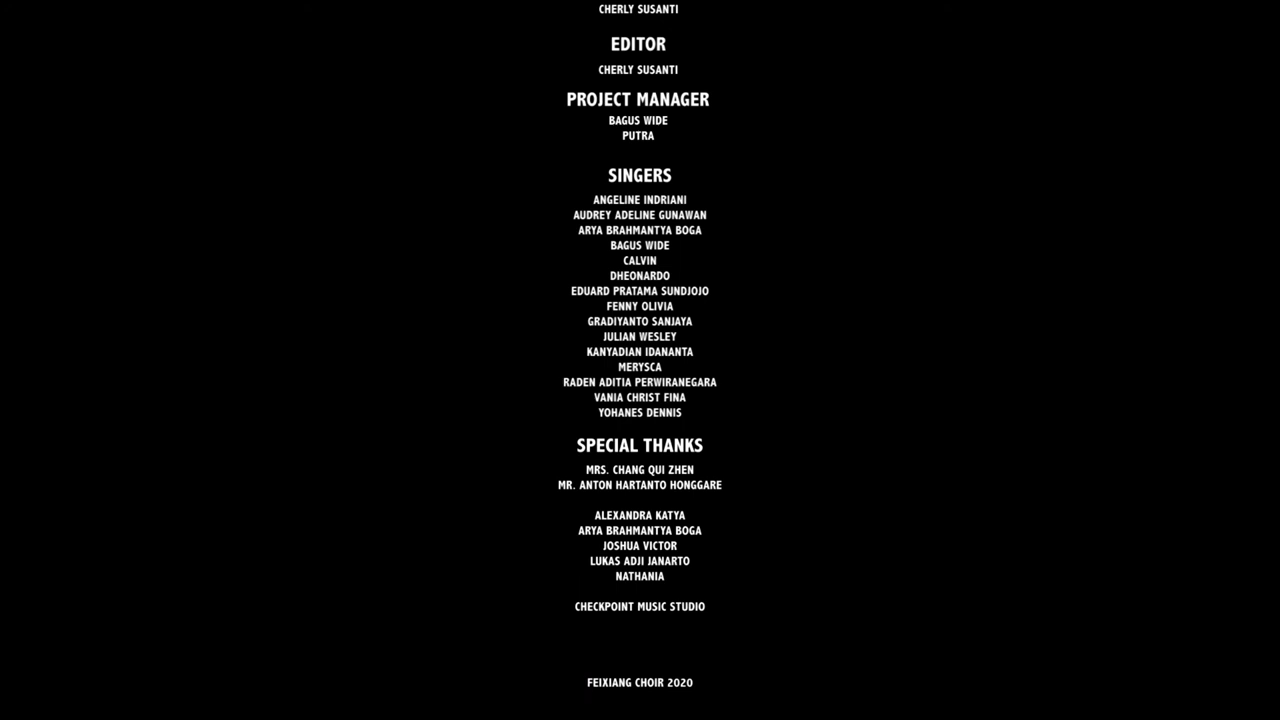 CHERLY SUSANTI
EDITOR
CHERLY SUSANTI
PROJECT MANAGER
BAGUS WIDE
PUTRA
SINGERS
ANGELINE INDRIANI
AUDREY ADELINE GUNAWAN
ARYA BRAHMANTYA BOGA
BAGUS WIDE
CALVIN
DHEONARDO
EDUARD PRATAMA SUNDJOJO
FENNY OLIVIA
GRADIYANTO SANJAYA
JULIAN WESLEY
KANYADIAN IDANANTA
MERYSCA
RADEN ADITIA PERWIRANEGARA
VANIA CHRIST FINA
YOHANES DENNIS
SPECIAL THANKS
MRS. CHANG QUI ZHEN
MR. ANTON HARTANTO HONGGARE
ALEXANDRA KATYA
ARYA BRAHMANTYA BOGA
JOSHUA VICTOR
LUKAS ADJI JANARTO
NATHANIA
CHECKPOINT MUSIC STUDIO
FEIXIANG CHOIR 2020